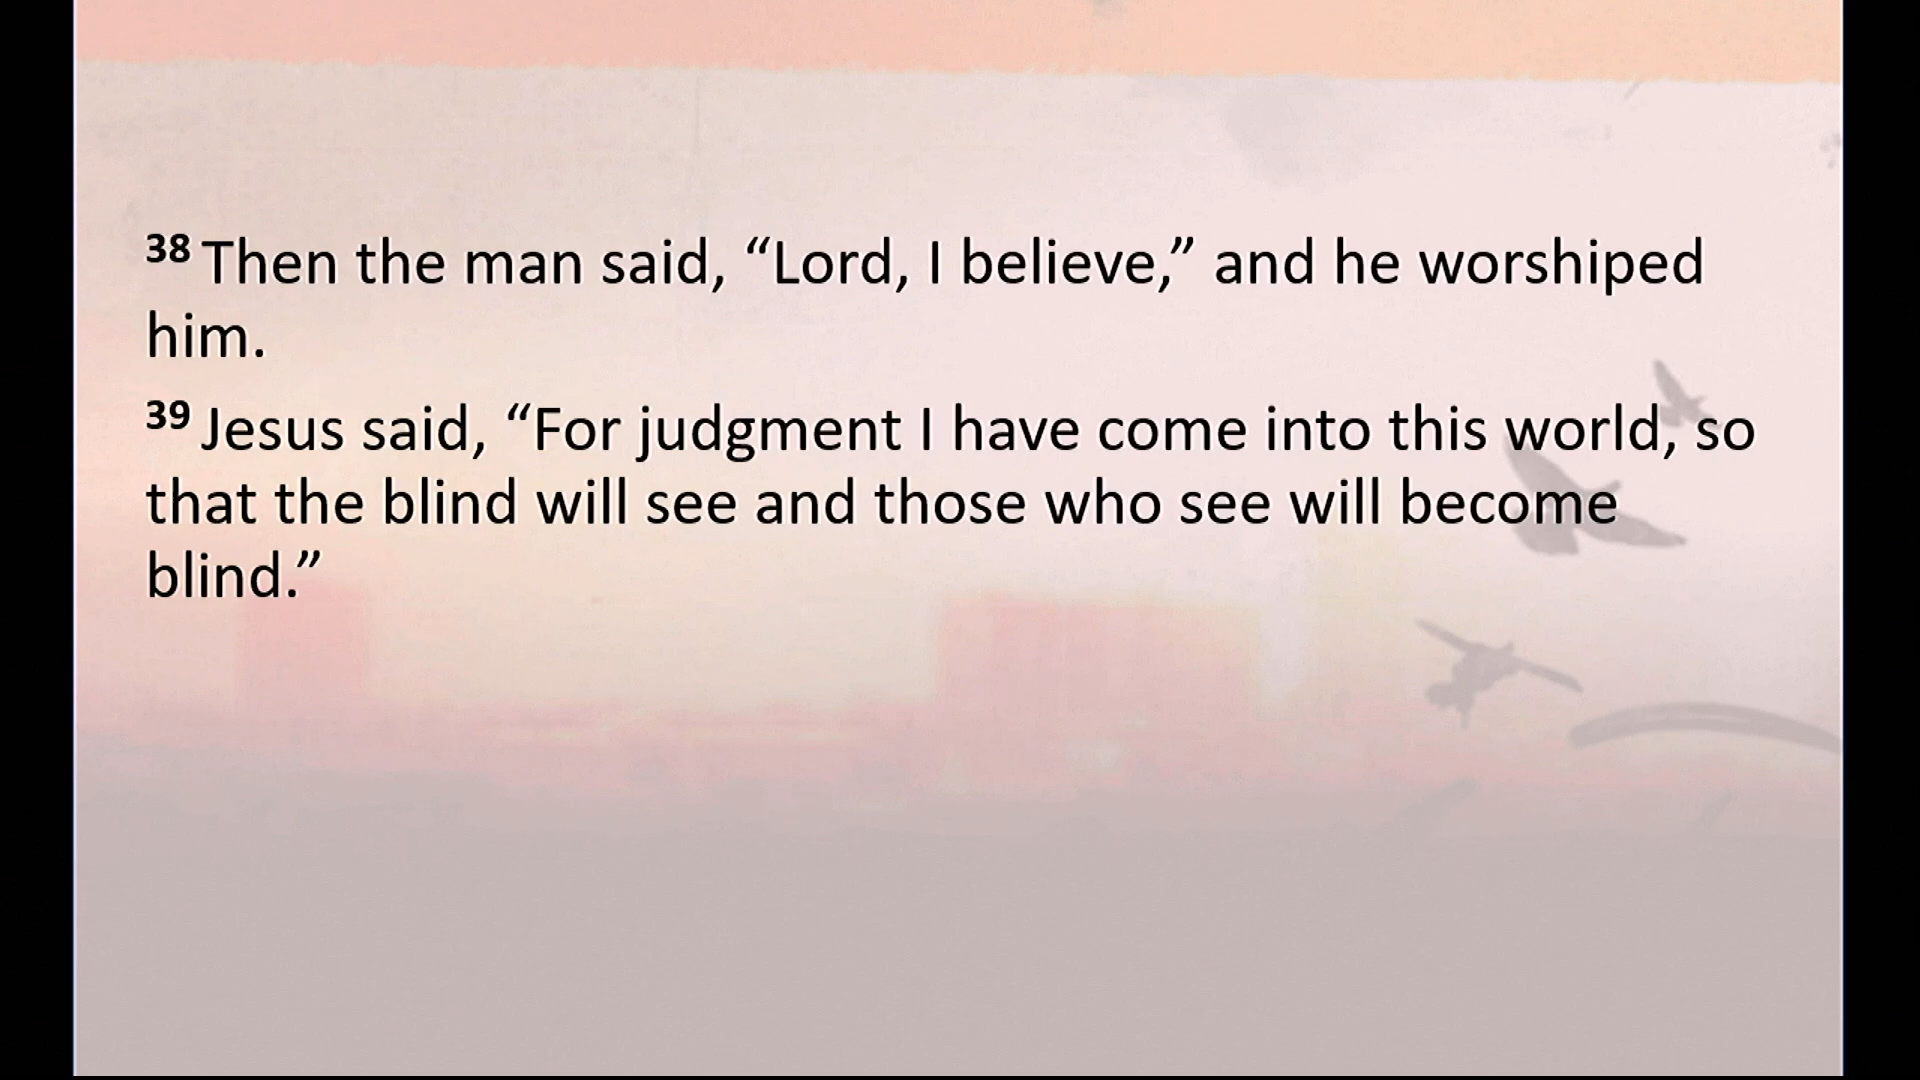 38 Then the man said, “Lord, I believe,” and he worshiped
him.
39 Jesus said, “For judgment I have come into this world, so
that the blind will see and those who see will become
blind.”